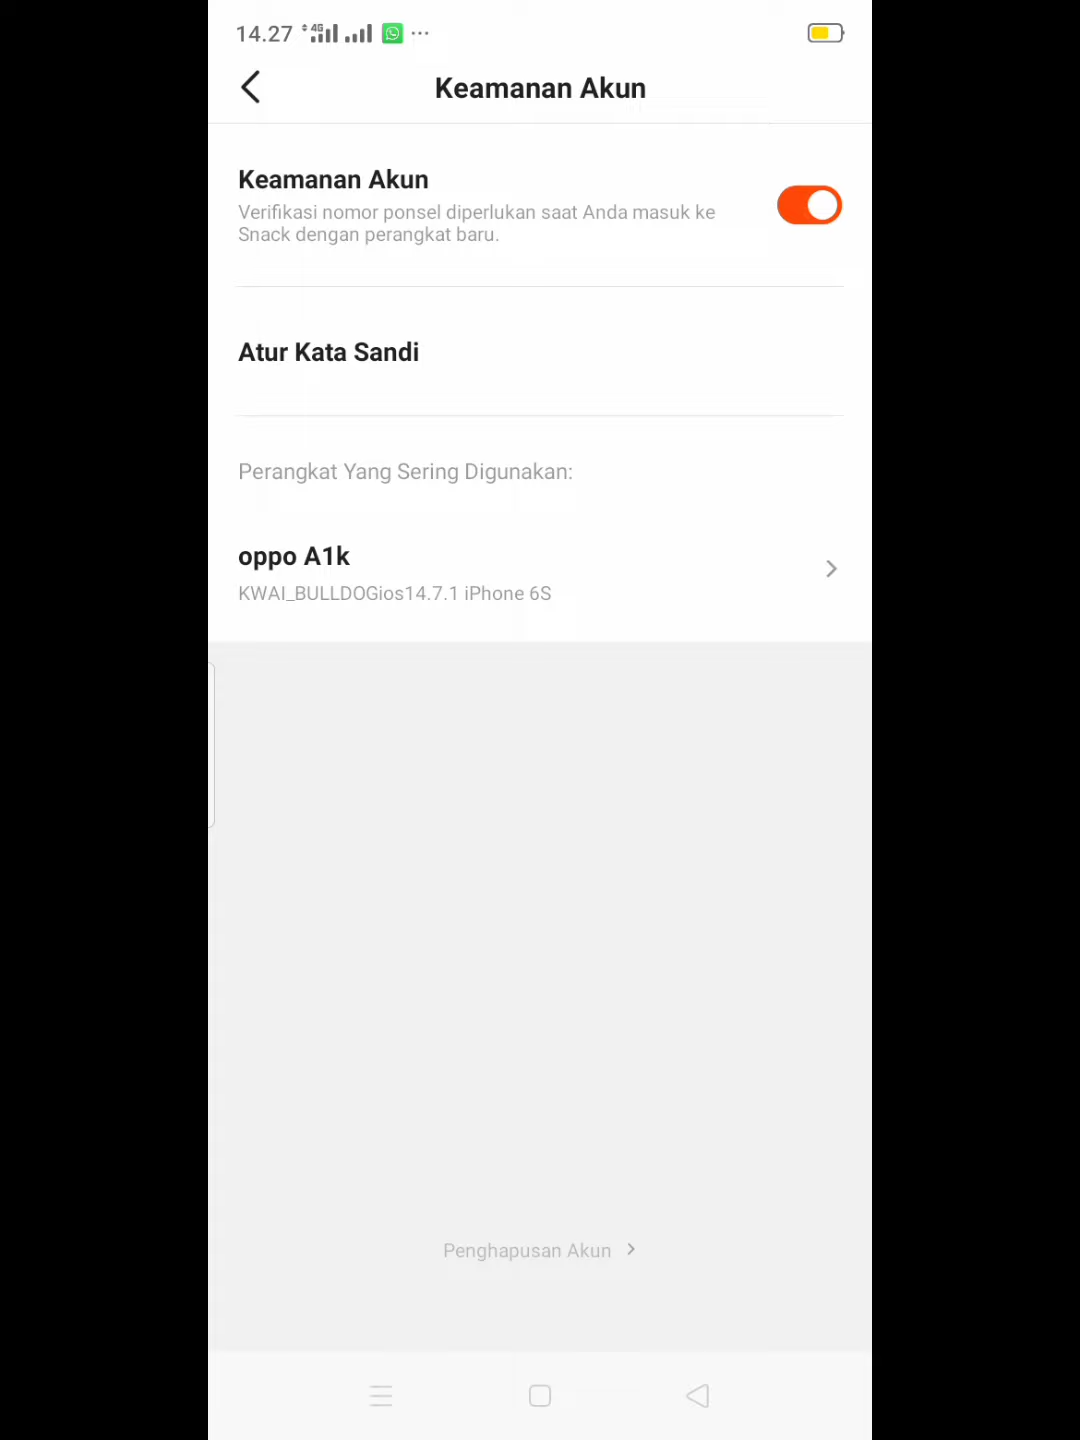 14.27 4G ...
Keamanan Akun
Keamanan Akun
Verifikasi nomor ponsel diperlukan saat Anda masuk ke
Snack dengan perangkat baru.
Atur Kata Sandi
Perangkat Yang Sering Digunakan:
oppo A1k
KWAI_BULLDOGios14.7.1 iPhone 6S
Penghapusan Akun